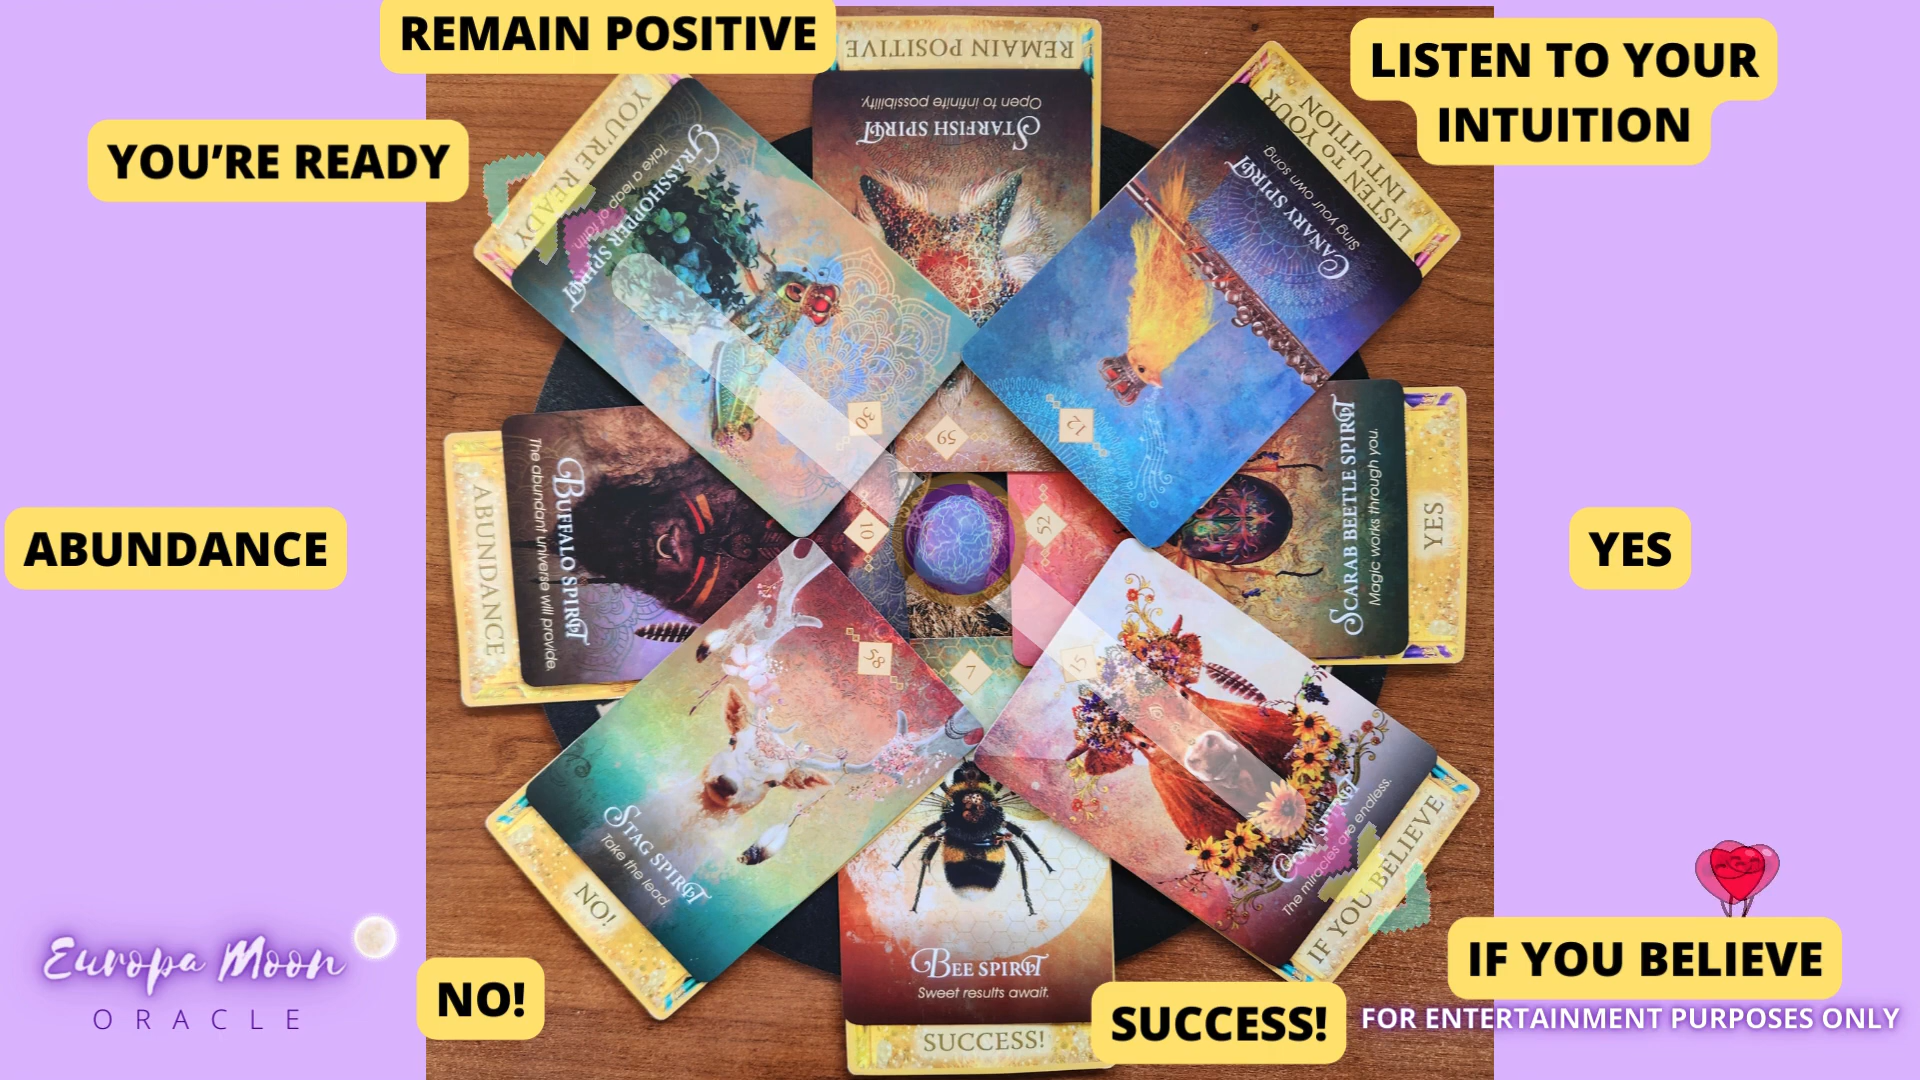 REMAIN POSITIVE
LISTEN TO YOUR
INTUITION
YOU'RE READY
ABUNDANCE
YES
NO!
SUCCESS!
IF YOU BELIEVE
FOR ENTERTAINMENT PURPOSES ONLY
Europa Moon
ORACLE
REMAIN POSITIVE
Open to infinite possibility.
STARFISH SPIRIT
59
YOU'RE READY
Take a leap of faith.
GRASSHOPPER SPIRIT
30
LISTEN TO YOUR
INTUITION
Sing your own song.
CANARY SPIRIT
12
ABUNDANCE
The abundant universe will provide.
BUFFALO SPIRIT
10
52
SCARAB BEETLE SPIRIT
Magic works through you.
YES
58
STAG SPIRIT
Take the lead.
NO!
7
BEE SPIRIT
Sweet results await.
SUCCESS!
15
COW SPIRIT
The miracles are endless.
IF YOU BELIEVE